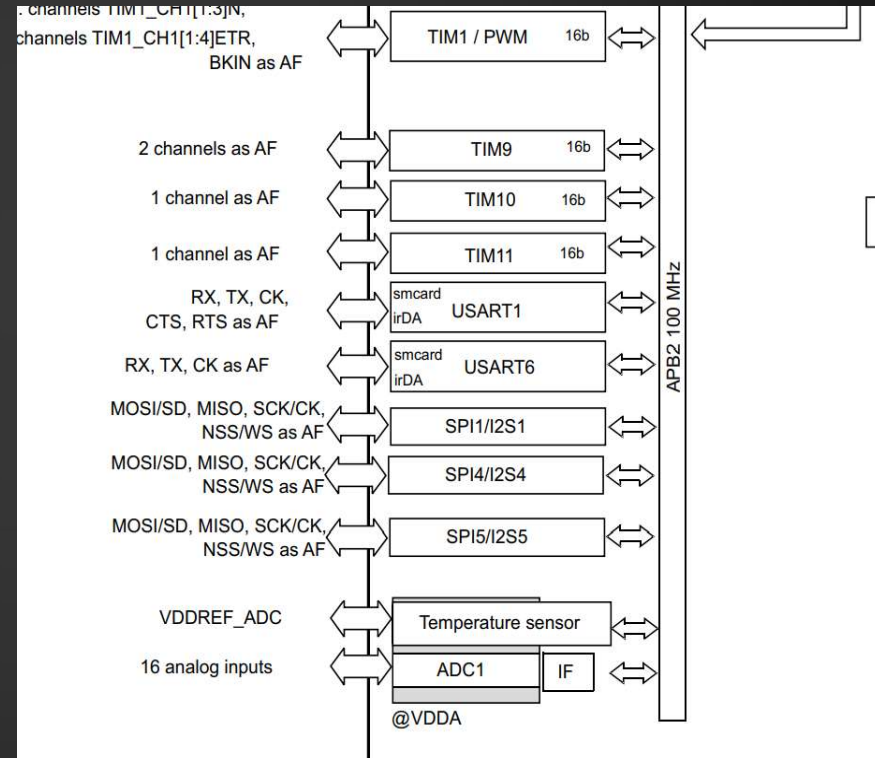 . channels TIM1_CH1[1:3]N,
channels TIM1_CH1[1:4]ETR,
BKIN as AF
TIM1 / PWM 16b
2 channels as AF
TIM9 16b
1 channel as AF
TIM10 16b
1 channel as AF
TIM11 16b
RX, TX, CK,
CTS, RTS as AF
smcard
irDA USART1
RX, TX, CK as AF
smcard
irDA USART6
MOSI/SD, MISO, SCK/CK,
NSS/WS as AF
SPI1/I2S1
MOSI/SD, MISO, SCK/CK,
NSS/WS as AF
SPI4/I2S4
MOSI/SD, MISO, SCK/CK,
NSS/WS as AF
SPI5/I2S5
VDDREF_ADC
Temperature sensor
16 analog inputs
ADC1
IF
@VDDA
APB2 100 MHz